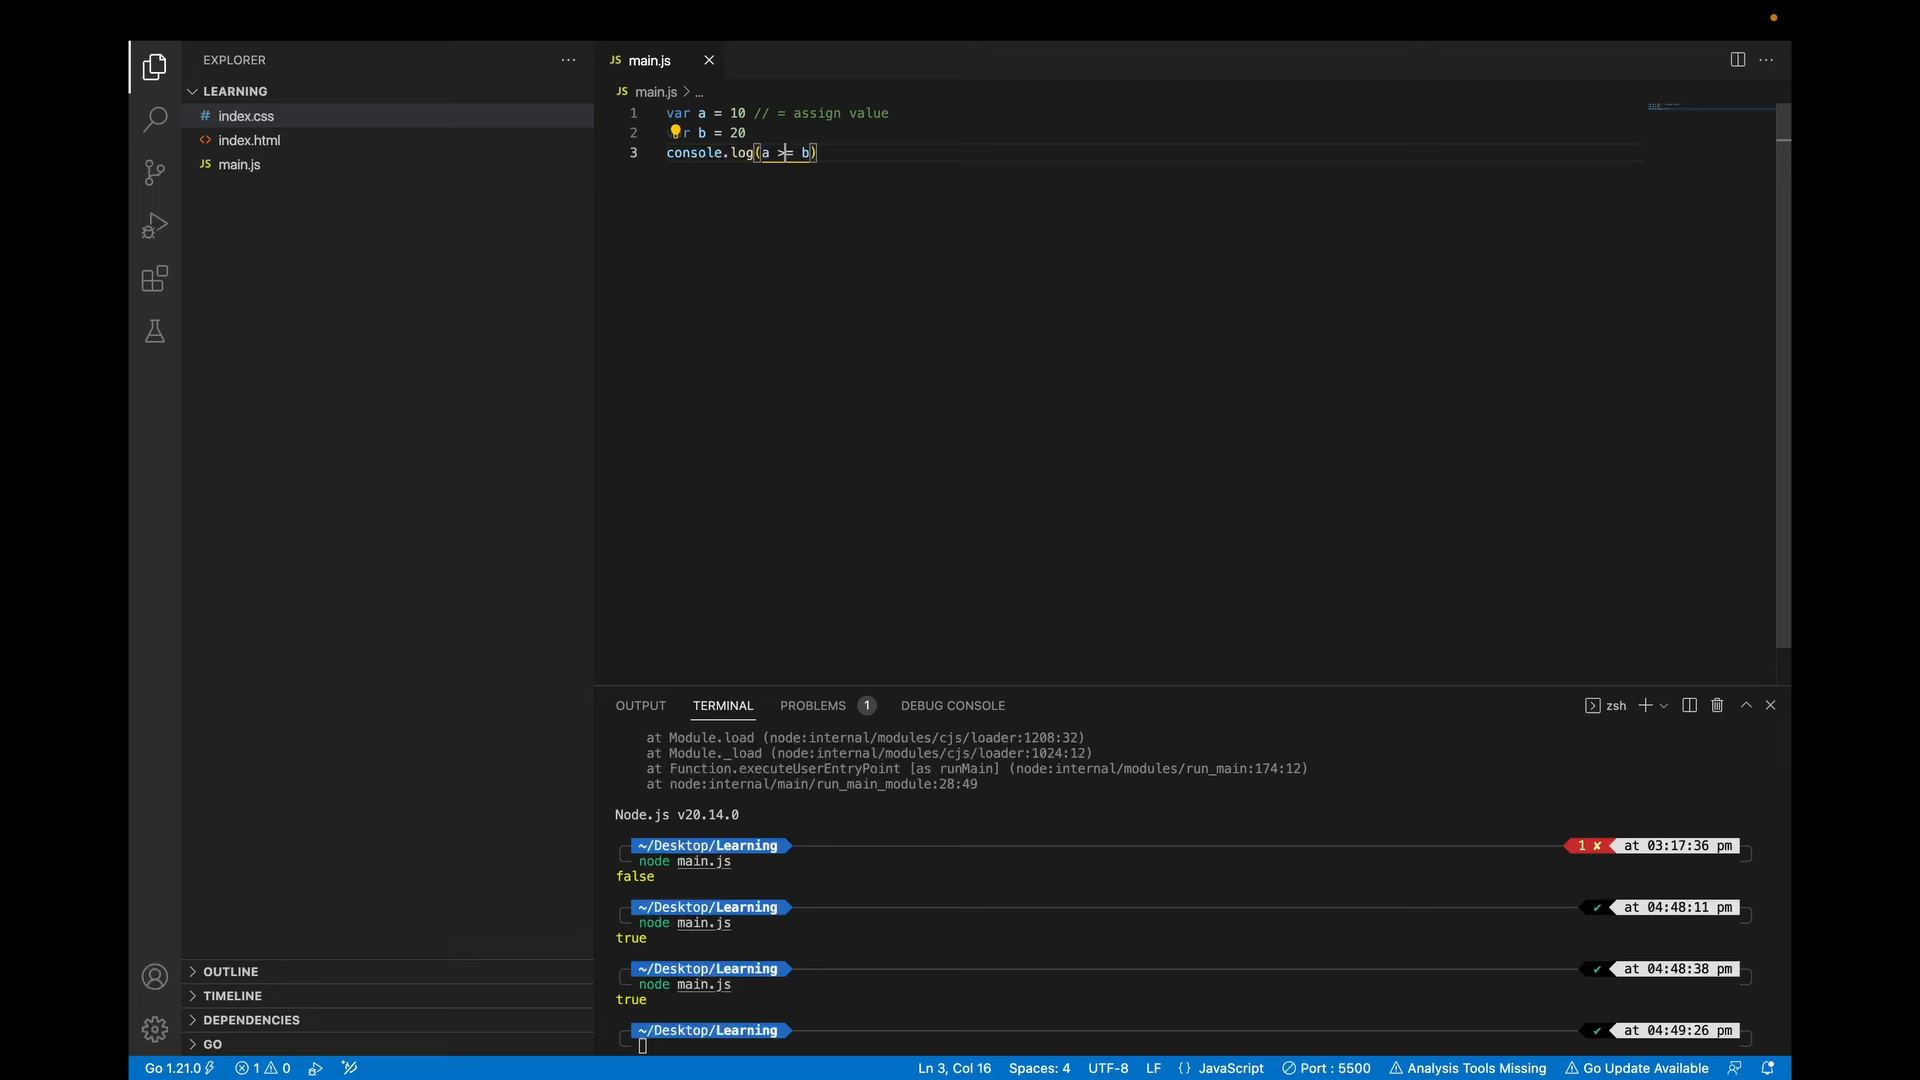 EXPLORER
LEARNING
# index.css
<> index.html
JS main.js
OUTLINE
TIMELINE
DEPENDENCIES
GO
JS main.js
JS main.js > ...
1 var a = 10 // = assign value
2 r b = 20
3 console.log(a >= b)
OUTPUT TERMINAL PROBLEMS 1 DEBUG CONSOLE
zsh
at Module.load (node:internal/modules/cjs/loader:1208:32)
at Module._load (node:internal/modules/cjs/loader:1024:12)
at Function.executeUserEntryPoint [as runMain] (node:internal/modules/run_main:174:12)
at node:internal/main/run_main_module:28:49
Node.js v20.14.0
~/Desktop/Learning 1 ✘ at 03:17:36 pm
node main.js
false
~/Desktop/Learning ✔ at 04:48:11 pm
node main.js
true
~/Desktop/Learning ✔ at 04:48:38 pm
node main.js
true
~/Desktop/Learning ✔ at 04:49:26 pm
Go 1.21.0 1 0 Ln 3, Col 16 Spaces: 4 UTF-8 LF {} JavaScript Port : 5500 Analysis Tools Missing Go Update Available